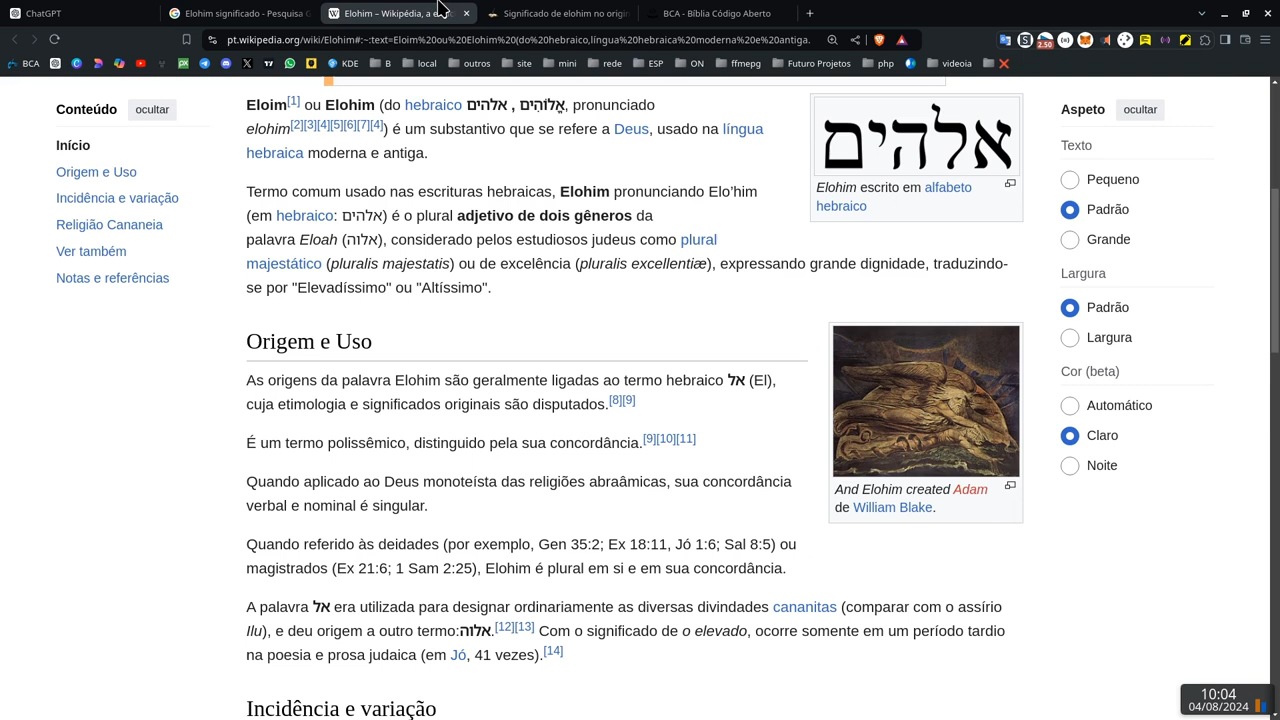 ChatGPT
Elohim significado - Pesquisa G
Elohim – Wikipédia, a enc
Significado de elohim no origin
BCA - Bíblia Código Aberto
pt.wikipedia.org/wiki/Elohim#:~:text=Eloim%20ou%20Elohim%20(do%20hebraico,língua%20hebraica%20moderna%20e%20antiga.
2.50
BCA
KDE
B
local
outros
site
mini
rede
ESP
ON
ffmepg
Futuro Projetos
php
videoia
Conteúdo ocultar
Início
Origem e Uso
Incidência e variação
Religião Cananeia
Ver também
Notas e referências
Eloim[1] ou Elohim (do hebraico אֱלוֹהִים , אלהים, pronunciado
elohim[2][3][4][5][6][7][4]) é um substantivo que se refere a Deus, usado na língua
hebraica moderna e antiga.
Termo comum usado nas escrituras hebraicas, Elohim pronunciando Elo'him
(em hebraico: אלהים) é o plural adjetivo de dois gêneros da
palavra Eloah (אלוה), considerado pelos estudiosos judeus como plural
majestático (pluralis majestatis) ou de excelência (pluralis excellentiæ), expressando grande dignidade, traduzindo-
se por "Elevadíssimo" ou "Altíssimo".
אלהים
Elohim escrito em alfabeto
hebraico
Origem e Uso
As origens da palavra Elohim são geralmente ligadas ao termo hebraico אל (El),
cuja etimologia e significados originais são disputados.[8][9]
É um termo polissêmico, distinguido pela sua concordância.[9][10][11]
Quando aplicado ao Deus monoteísta das religiões abraâmicas, sua concordância
verbal e nominal é singular.
Quando referido às deidades (por exemplo, Gen 35:2; Ex 18:11, Jó 1:6; Sal 8:5) ou
magistrados (Ex 21:6; 1 Sam 2:25), Elohim é plural em si e em sua concordância.
A palavra אל era utilizada para designar ordinariamente as diversas divindades cananitas (comparar com o assírio
Ilu), e deu origem a outro termo:אלוה.[12][13] Com o significado de o elevado, ocorre somente em um período tardio
na poesia e prosa judaica (em Jó, 41 vezes).[14]
And Elohim created Adam
de William Blake.
Incidência e variação
Aspeto ocultar
Texto
Pequeno
Padrão
Grande
Largura
Padrão
Largura
Cor (beta)
Automático
Claro
Noite
10:04
04/08/2024